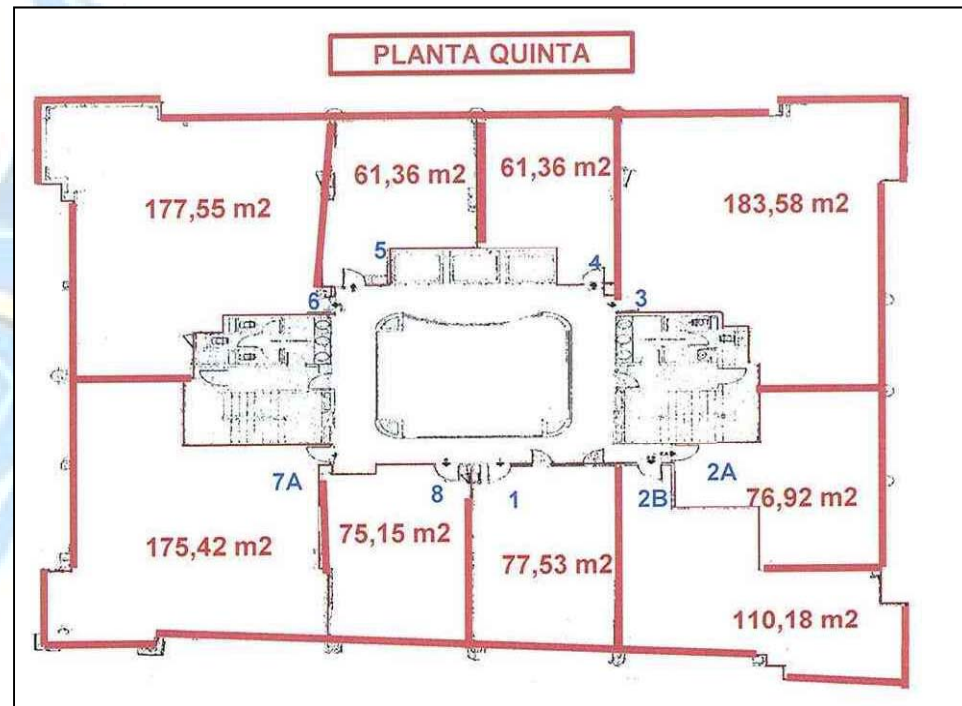 PLANTA QUINTA
177,55 m2
61,36 m2
61,36 m2
183,58 m2
5
4
6
3
7A
8
1
2B
2A
76,92 m2
175,42 m2
75,15 m2
77,53 m2
110,18 m2